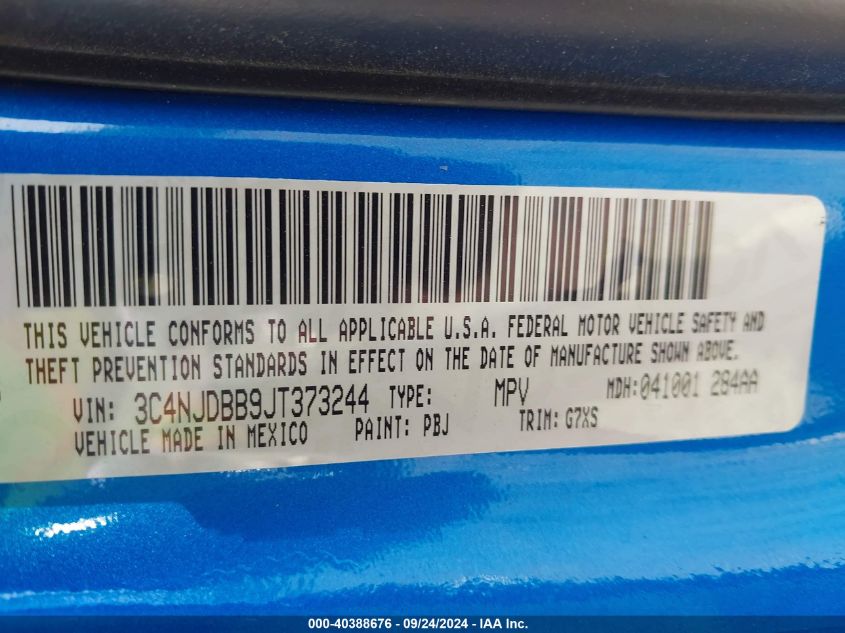 THIS VEHICLE CONFORMS TO ALL APPLICABLE U.S.A. FEDERAL MOTOR VEHICLE SAFETY AND
THEFT PREVENTION STANDARDS IN EFFECT ON THE DATE OF MANUFACTURE SHOWN ABOVE.
VIN: 3C4NJDBB9JT373244 TYPE: MPV MDH:041001 284AA
VEHICLE MADE IN MEXICO PAINT: PBJ TRIM: G7XS
000-40388676 - 09/24/2024 - IAA Inc.